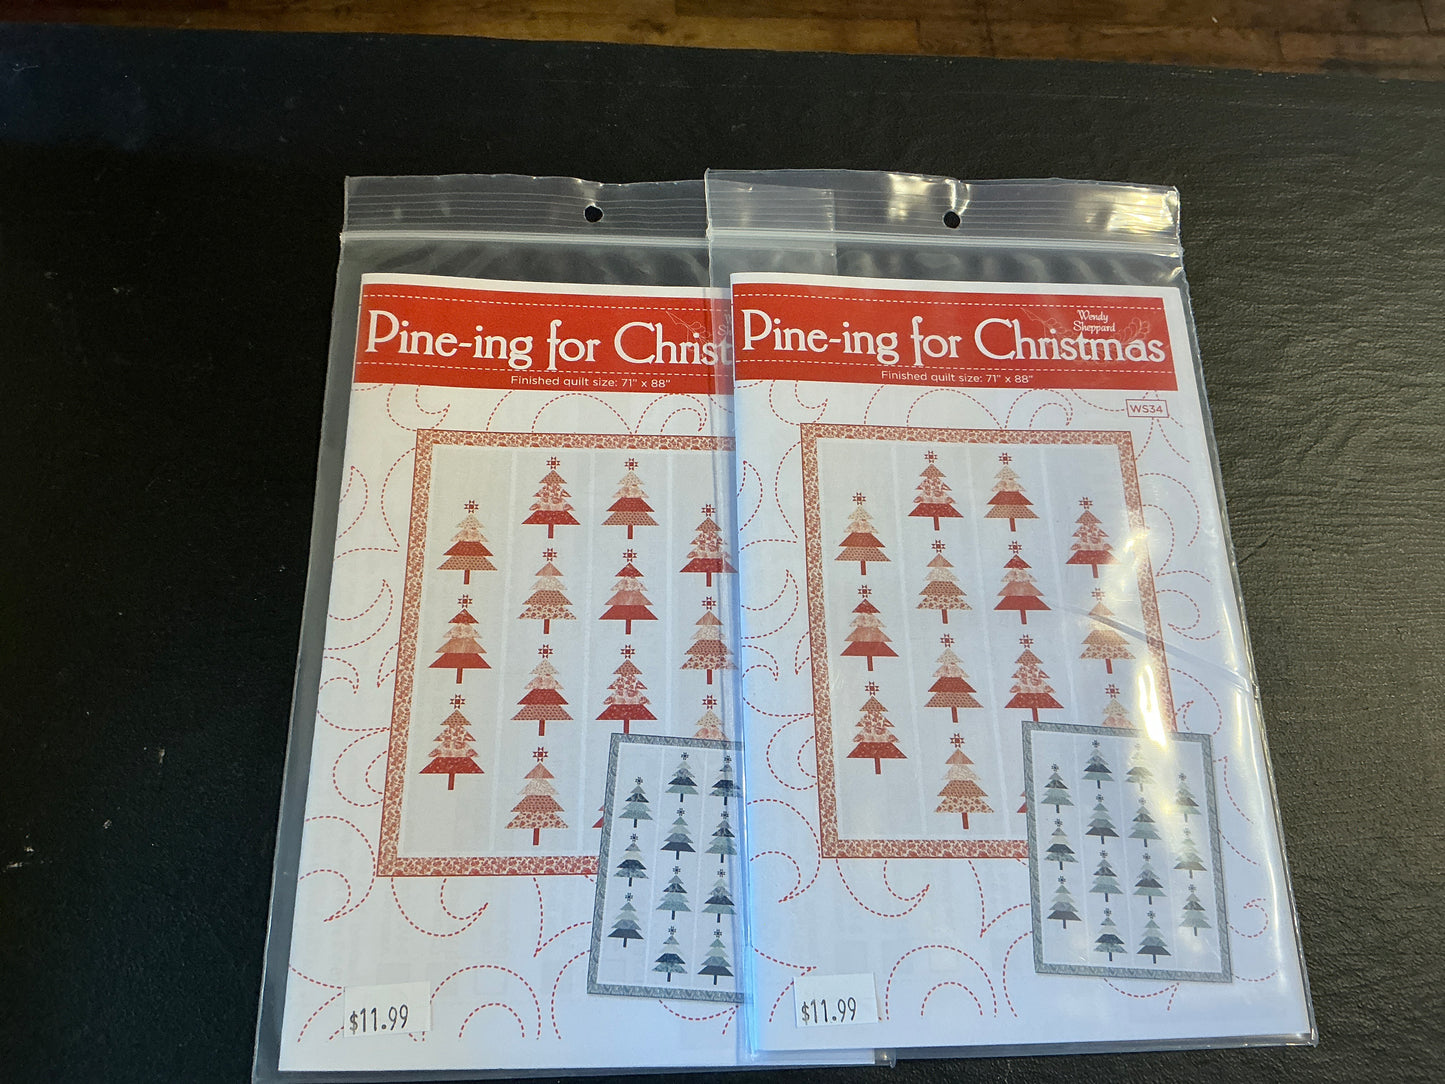 Pine-ing for Christ
Finished quilt size: 71" x 88"
$11.99
Wendy
Sheppard
Pine-ing for Christmas
Finished quilt size: 71" x 88"
WS34
$11.99